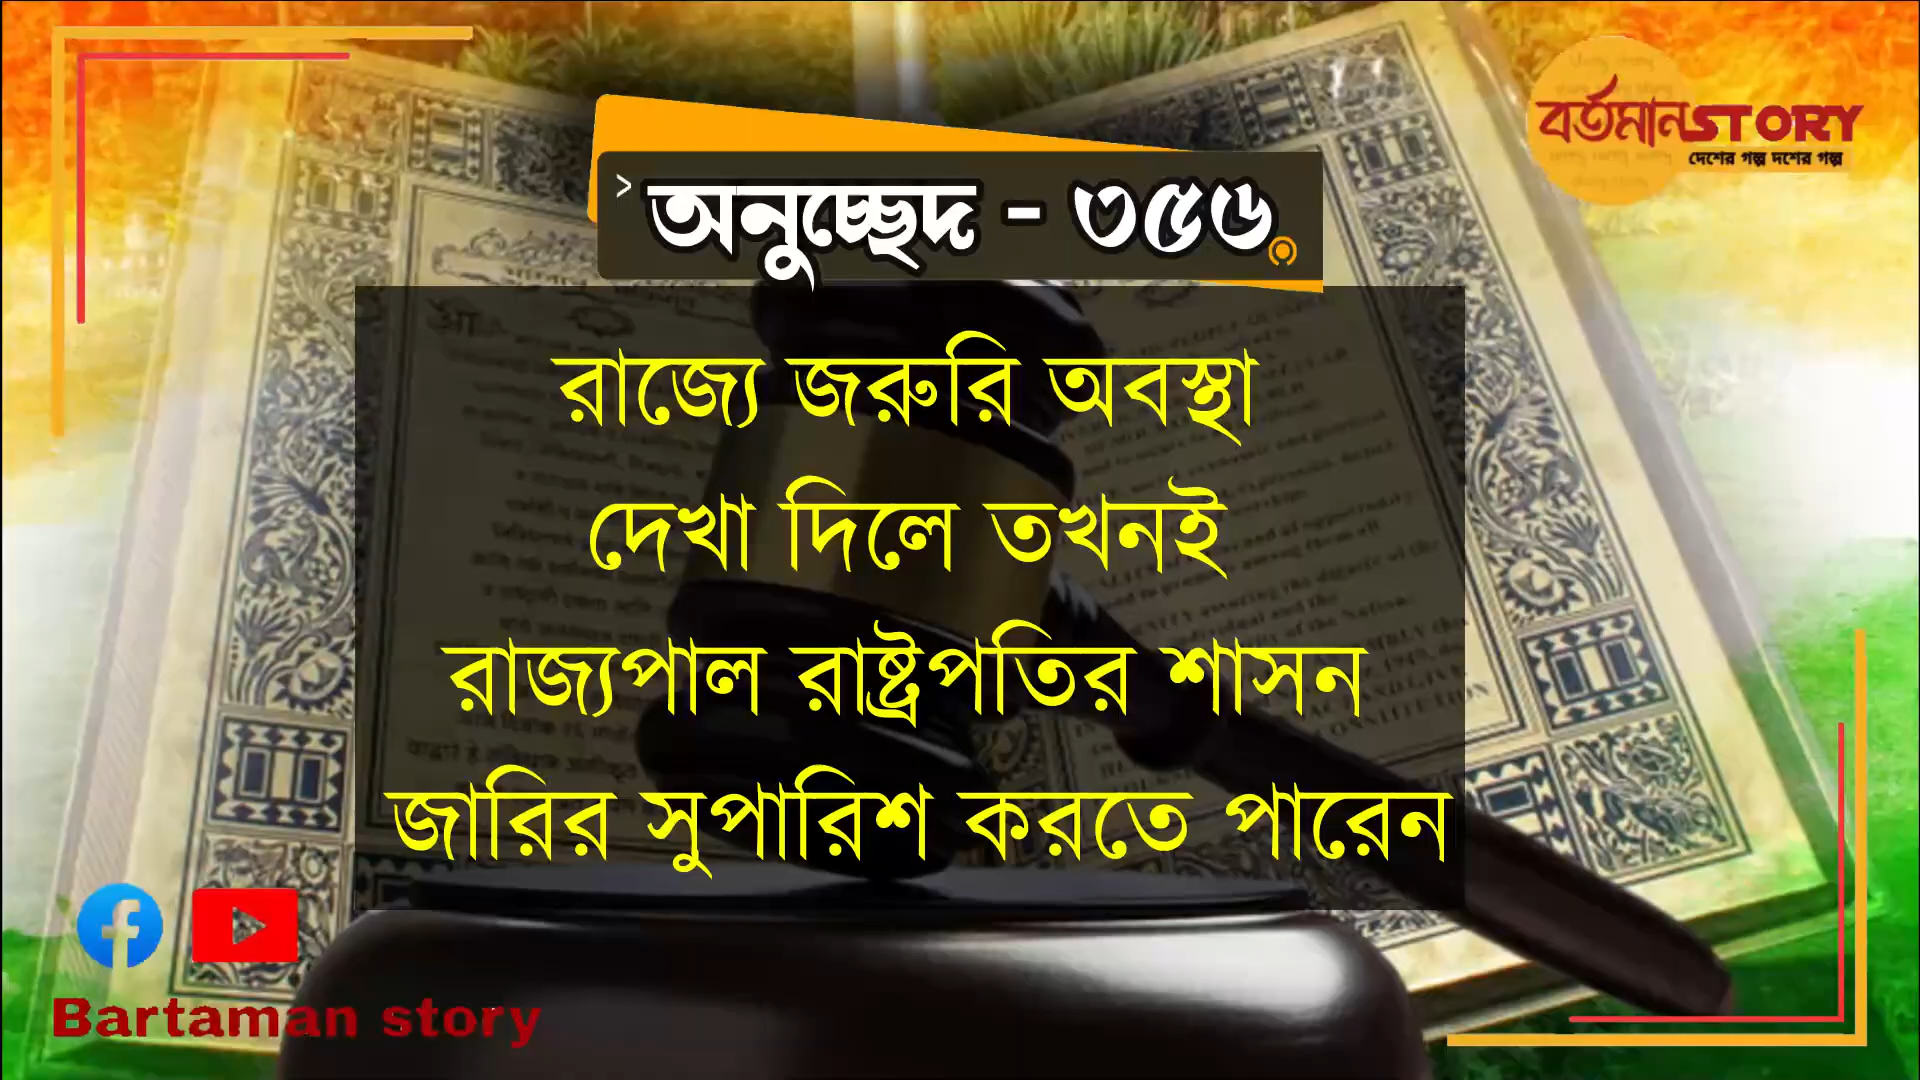 বর্তমানSTORY
দেশের গল্প দশের গল্প
> অনুচ্ছেদ - ৩৫৬
রাজ্যে জরুরি অবস্থা
দেখা দিলে তখনই
রাজ্যপাল রাষ্ট্রপতির শাসন
জারির সুপারিশ করতে পারেন
Bartaman story